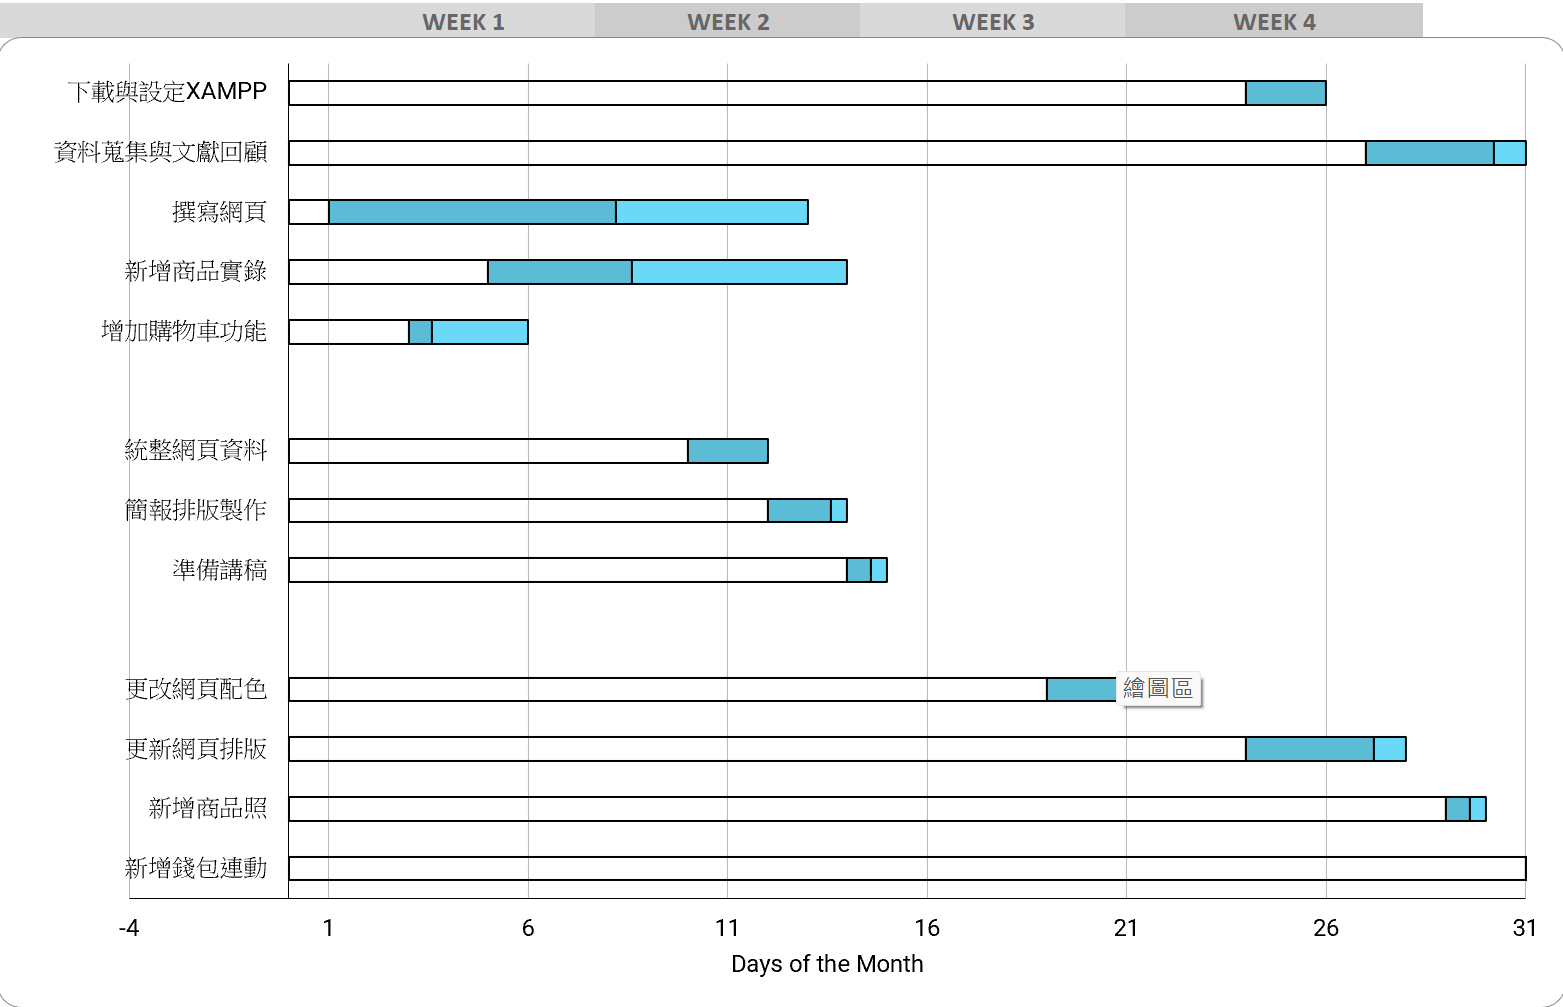 WEEK 1 WEEK 2 WEEK 3 WEEK 4
下載與設定XAMPP
資料蒐集與文獻回顧
撰寫網頁
新增商品實錄
增加購物車功能
統整網頁資料
簡報排版製作
準備講稿
更改網頁配色
繪圖區
更新網頁排版
新增商品照
新增錢包連動
-4 1 6 11 16 21 26 31
Days of the Month